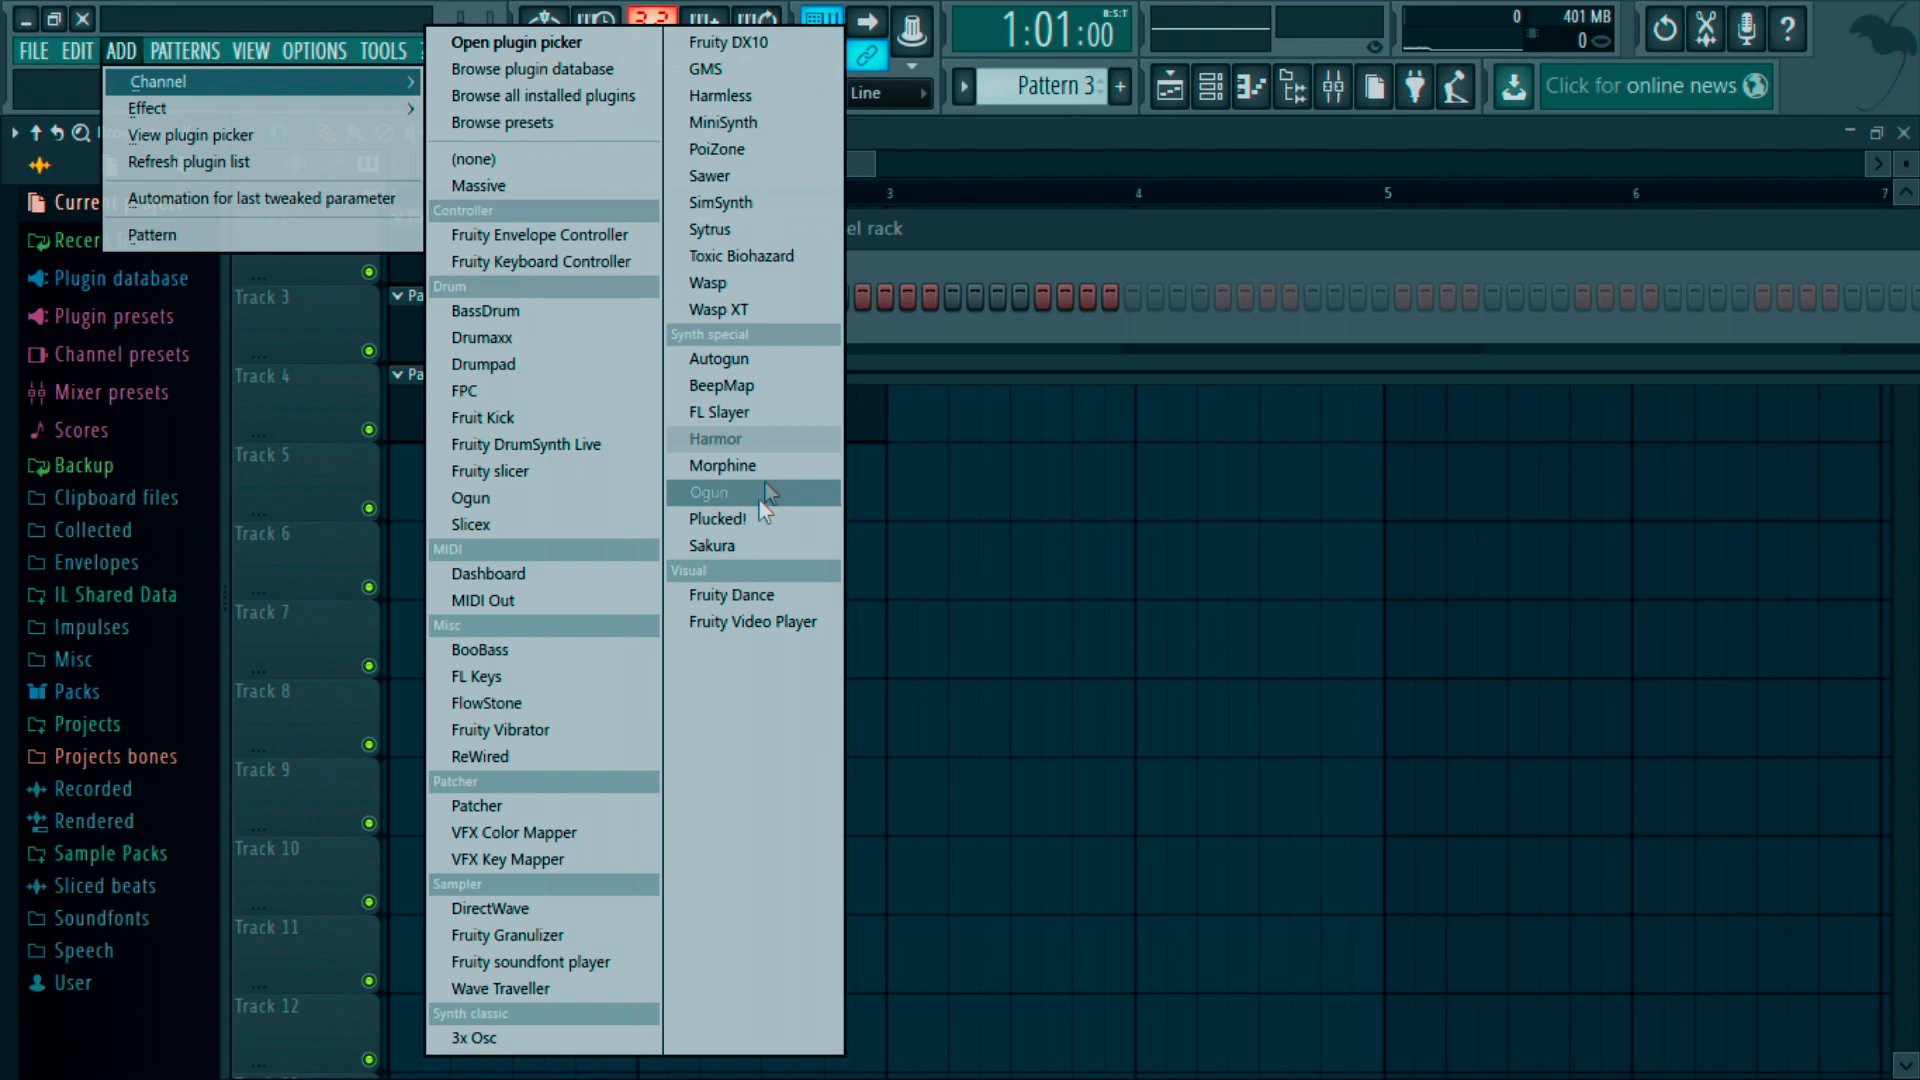 FILE EDIT ADD PATTERNS VIEW OPTIONS TOOLS
1:01:00
B:S:T
0
401 MB
0
Line
Pattern 3
Click for online news
Channel
Effect
View plugin picker
Refresh plugin list
Automation for last tweaked parameter
Pattern
Plugin database
Plugin presets
Channel presets
Mixer presets
Scores
Backup
Clipboard files
Collected
Envelopes
IL Shared Data
Impulses
Misc
Packs
Projects
Projects bones
Recorded
Rendered
Sample Packs
Sliced beats
Soundfonts
Speech
User
Track 3
Track 4
Track 5
Track 6
Track 7
Track 8
Track 9
Track 10
Track 11
Track 12
Open plugin picker
Browse plugin database
Browse all installed plugins
Browse presets
(none)
Massive
Controller
Fruity Envelope Controller
Fruity Keyboard Controller
Drum
BassDrum
Drumaxx
Drumpad
FPC
Fruit Kick
Fruity DrumSynth Live
Fruity slicer
Ogun
Slicex
MIDI
Dashboard
MIDI Out
Misc
BooBass
FL Keys
FlowStone
Fruity Vibrator
ReWired
Patcher
Patcher
VFX Color Mapper
VFX Key Mapper
Sampler
DirectWave
Fruity Granulizer
Fruity soundfont player
Wave Traveller
Synth classic
3x Osc
Fruity DX10
GMS
Harmless
MiniSynth
PoiZone
Sawer
SimSynth
Sytrus
Toxic Biohazard
Wasp
Wasp XT
Synth special
Autogun
BeepMap
FL Slayer
Harmor
Morphine
Ogun
Plucked!
Sakura
Visual
Fruity Dance
Fruity Video Player
3 4 5 6 7
rack